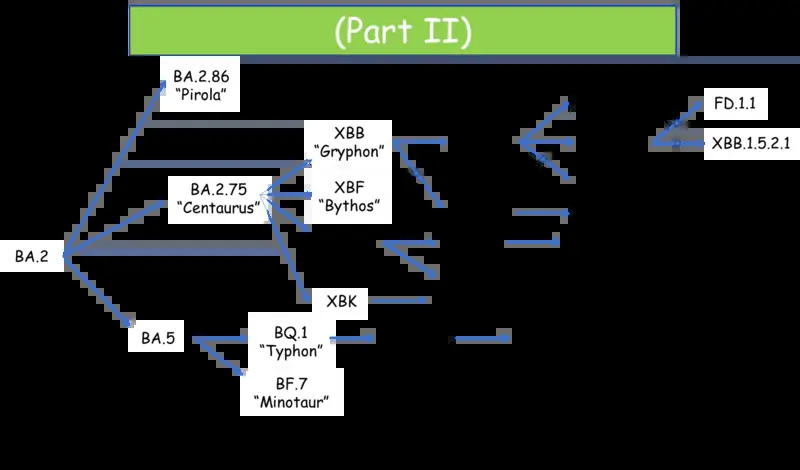 (Part II)
BA.2.86
“Pirola”
FD.1.1
XBB
“Gryphon”
XBB.1.5.2.1
BA.2.75
“Centaurus”
XBF
“Bythos”
BA.2
XBK
BA.5
BQ.1
“Typhon”
BF.7
“Minotaur”